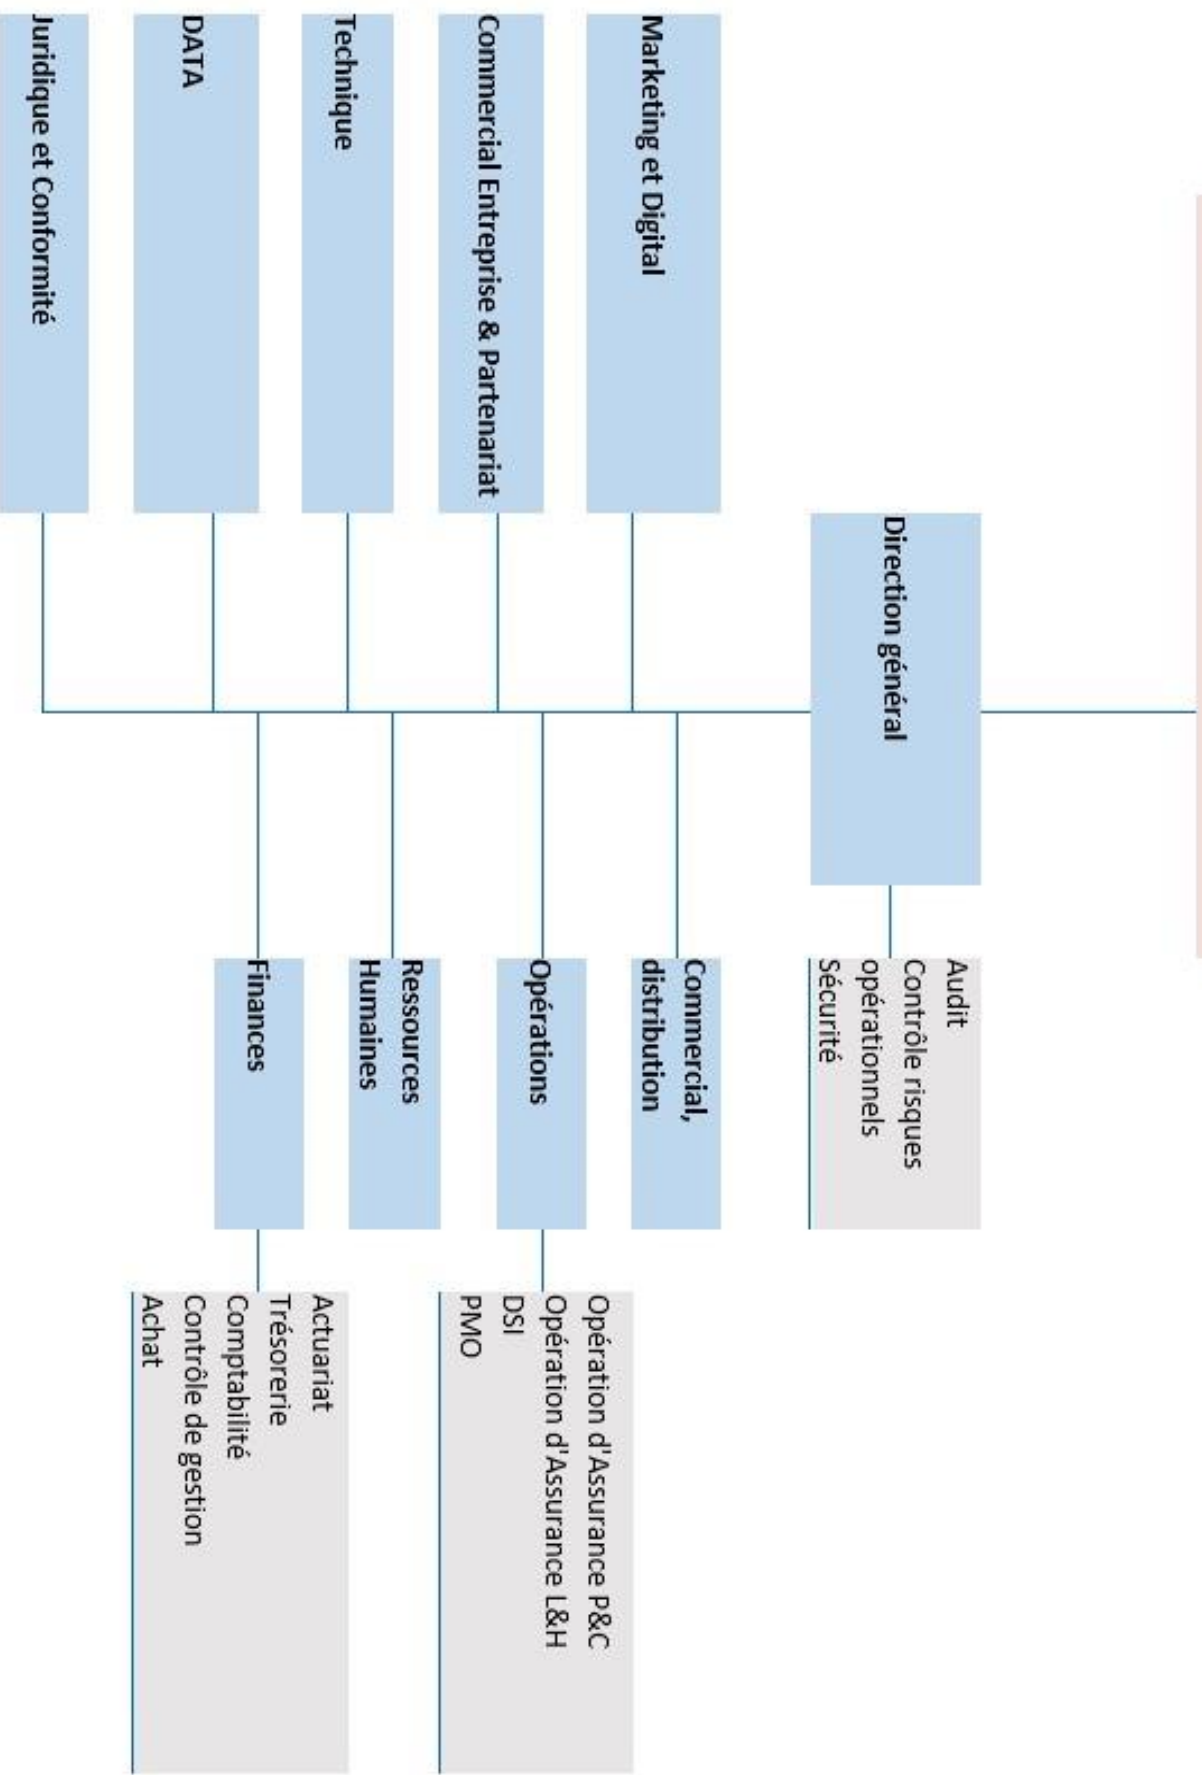 Direction général
Audit
Contrôle risques
opérationnels
Sécurité
Marketing et Digital
Commercial,
distribution
Commercial Entreprise & Partenariat
Opérations
Opération d'Assurance P&C
Opération d'Assurance L&H
DSI
PMO
Technique
Ressources
Humaines
DATA
Finances
Actuariat
Trésorerie
Comptabilité
Contrôle de gestion
Achat
Juridique et Conformité